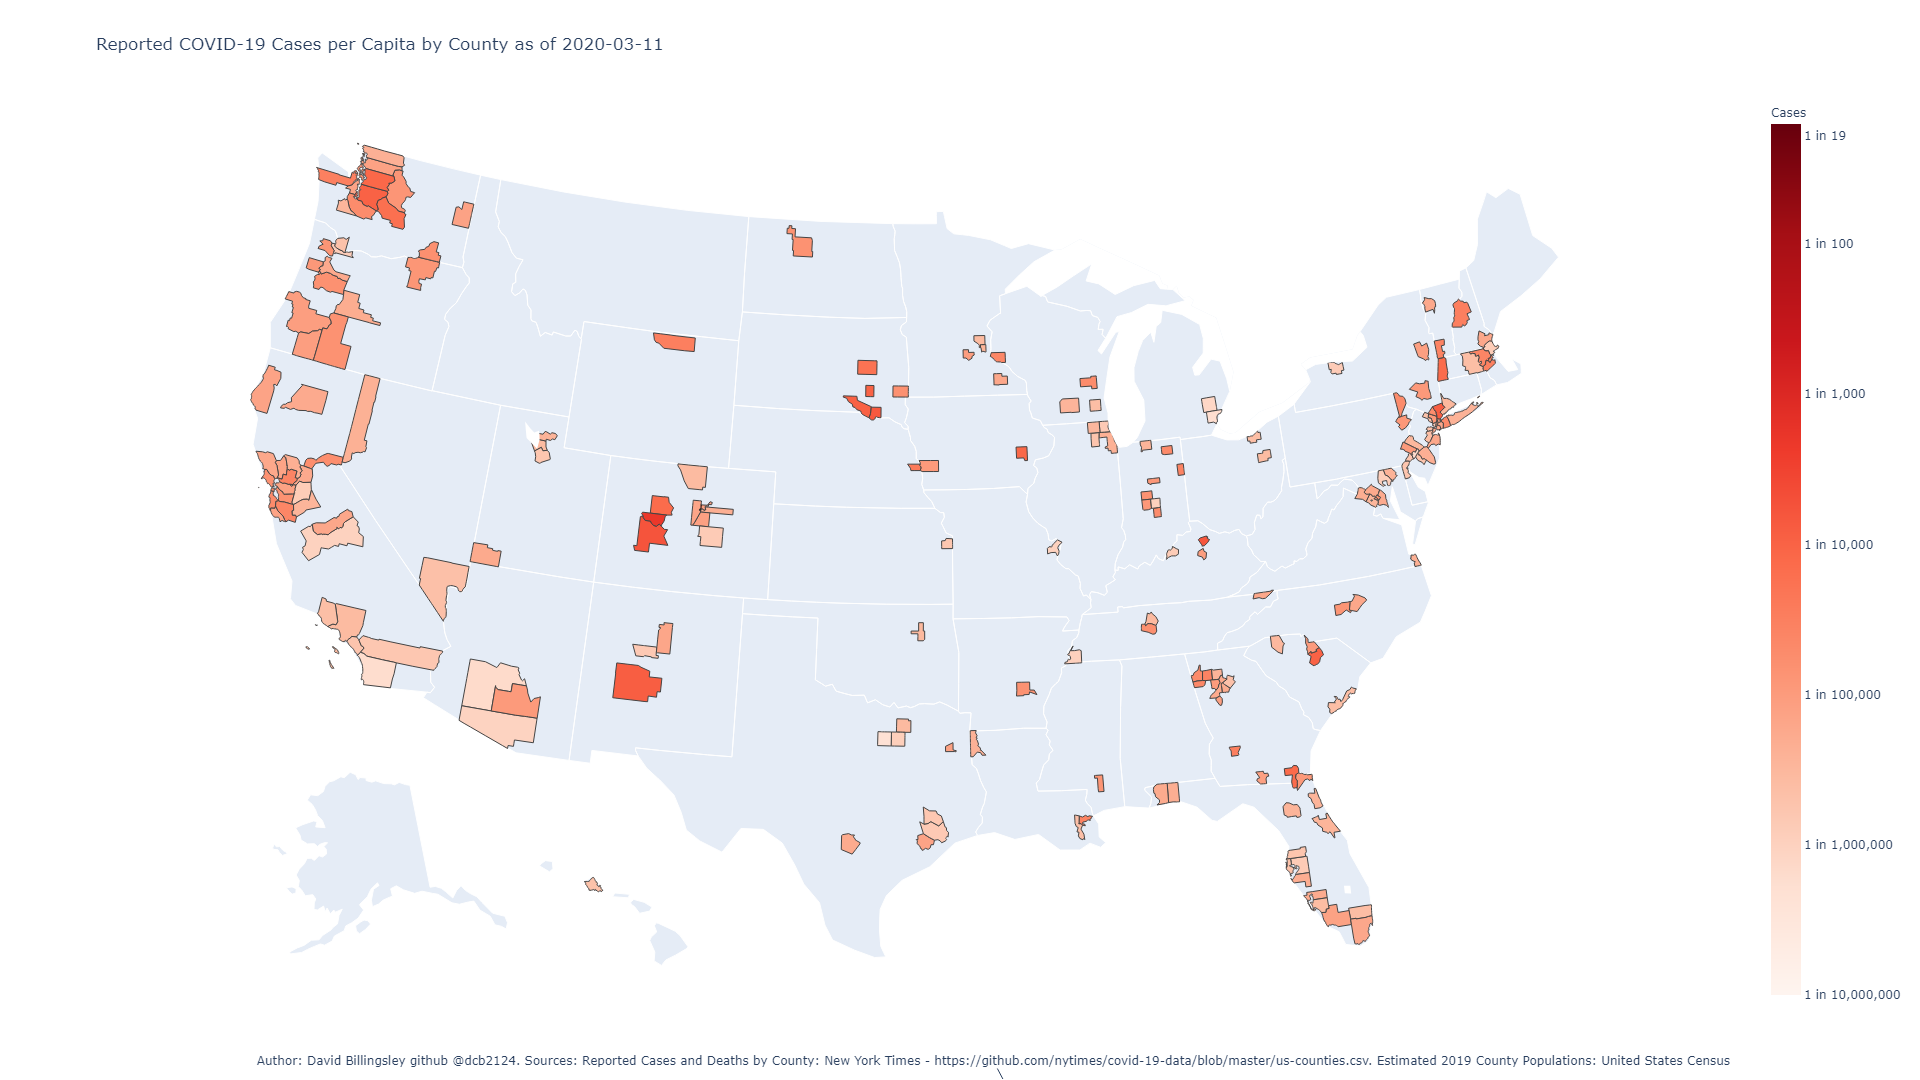 Reported COVID-19 Cases per Capita by County as of 2020-03-11
Cases
1 in 19
1 in 100
1 in 1,000
1 in 10,000
1 in 100,000
1 in 1,000,000
1 in 10,000,000
Author: David Billingsley github @dcb2124. Sources: Reported Cases and Deaths by County: New York Times - https://github.com/nytimes/covid-19-data/blob/master/us-counties.csv. Estimated 2019 County Populations: United States Census